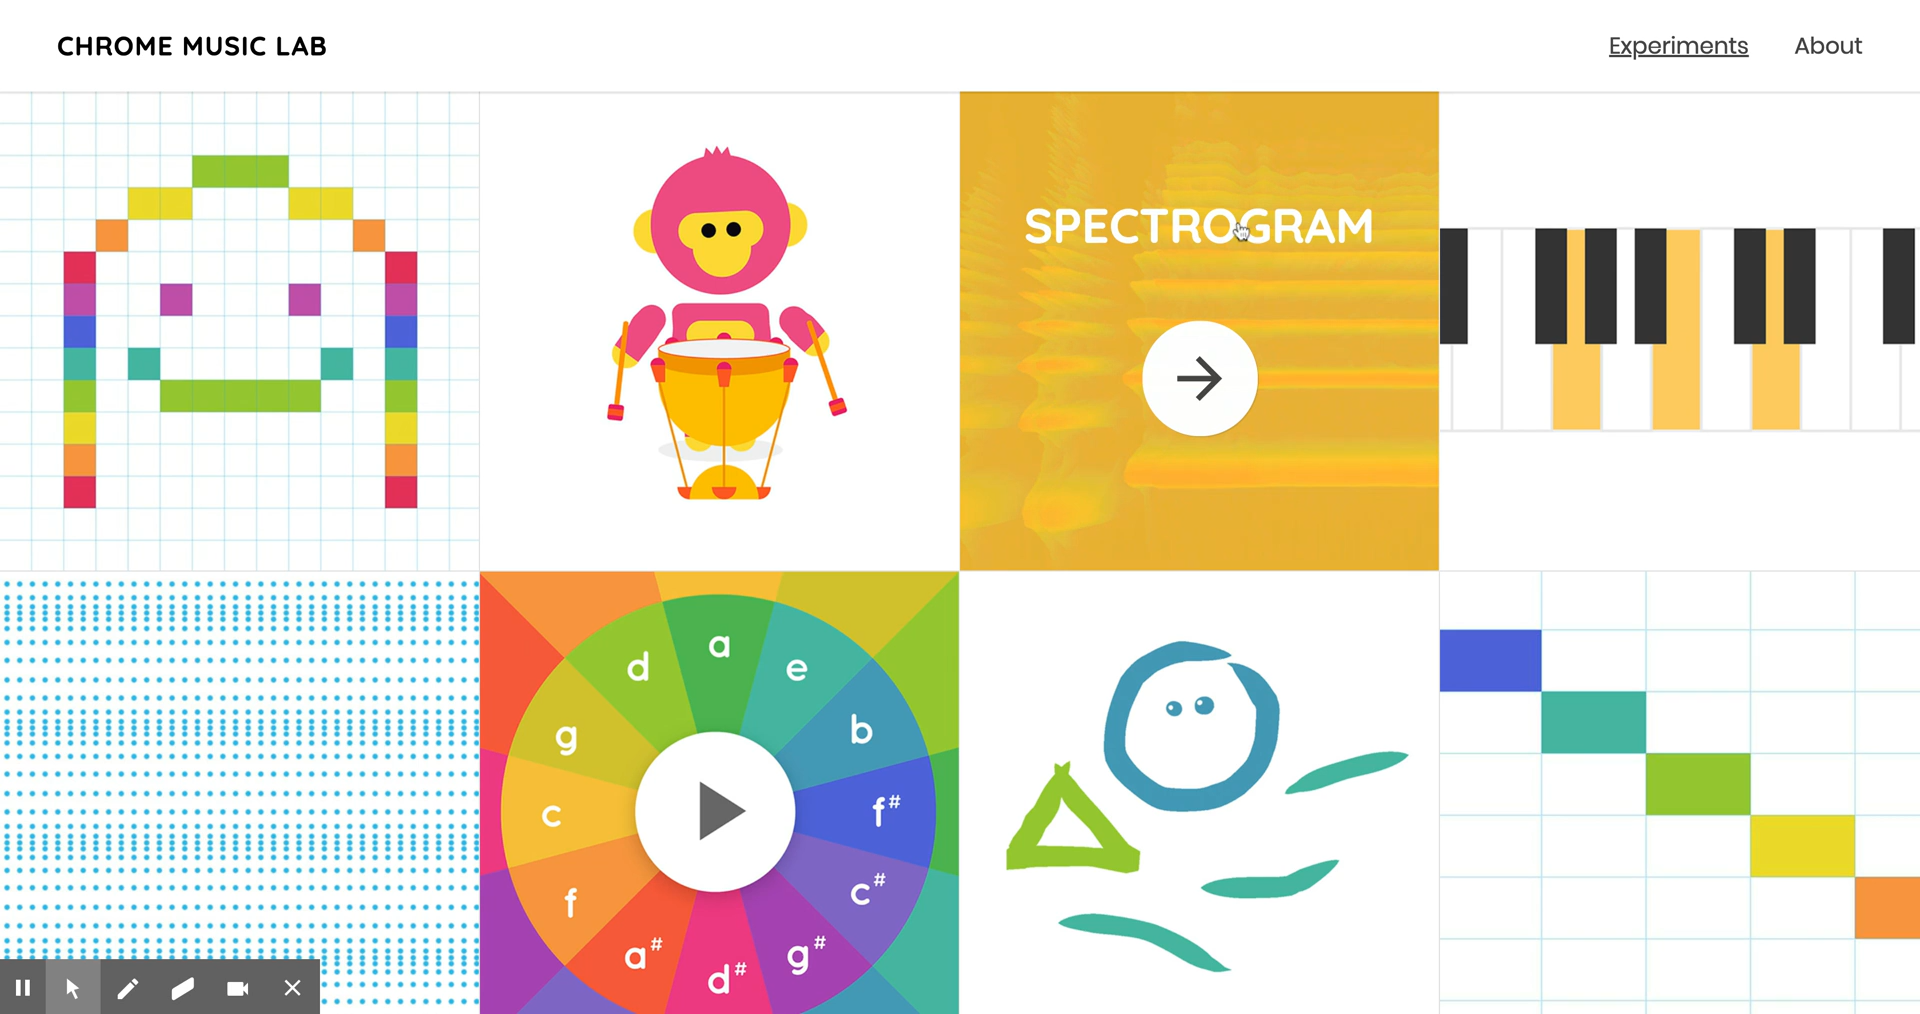 CHROME MUSIC LAB
Experiments
About
SPECTROGRAM
a
d
e
g
b
c
f#
f
c#
a#
g#
d#